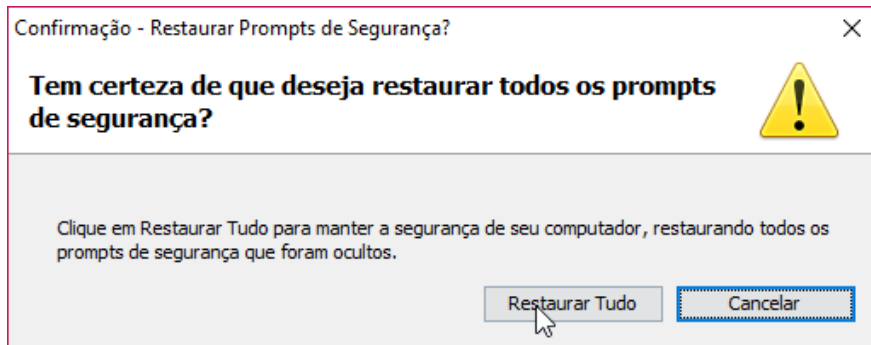 Confirmação - Restaurar Prompts de Segurança?
Tem certeza de que deseja restaurar todos os prompts
de segurança?
Clique em Restaurar Tudo para manter a segurança de seu computador, restaurando todos os
prompts de segurança que foram ocultos.
Restaurar Tudo
Cancelar